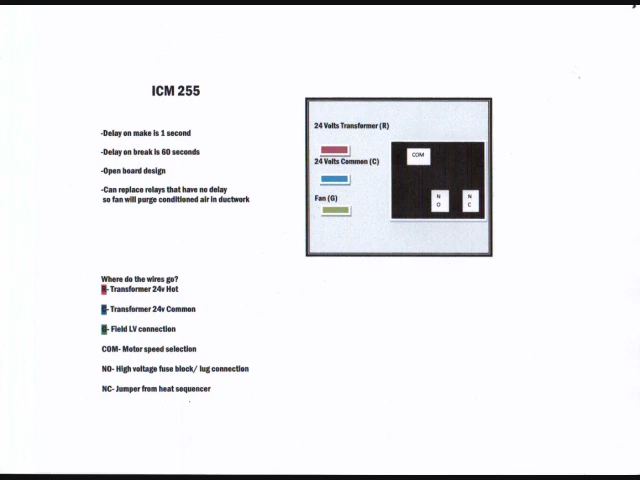 ICM 255
-Delay on make is 1 second
-Delay on break is 60 seconds
-Open board design
-Can replace relays that have no delay
so fan will purge conditioned air in ductwork
24 Volts Transformer (R)
24 Volts Common (C)
Fan (G)
COM
N
O
N
C
Where do the wires go?
R- Transformer 24v Hot
C- Transformer 24v Common
G- Field LV connection
COM- Motor speed selection
NO- High voltage fuse block/ lug connection
NC- Jumper from heat sequencer